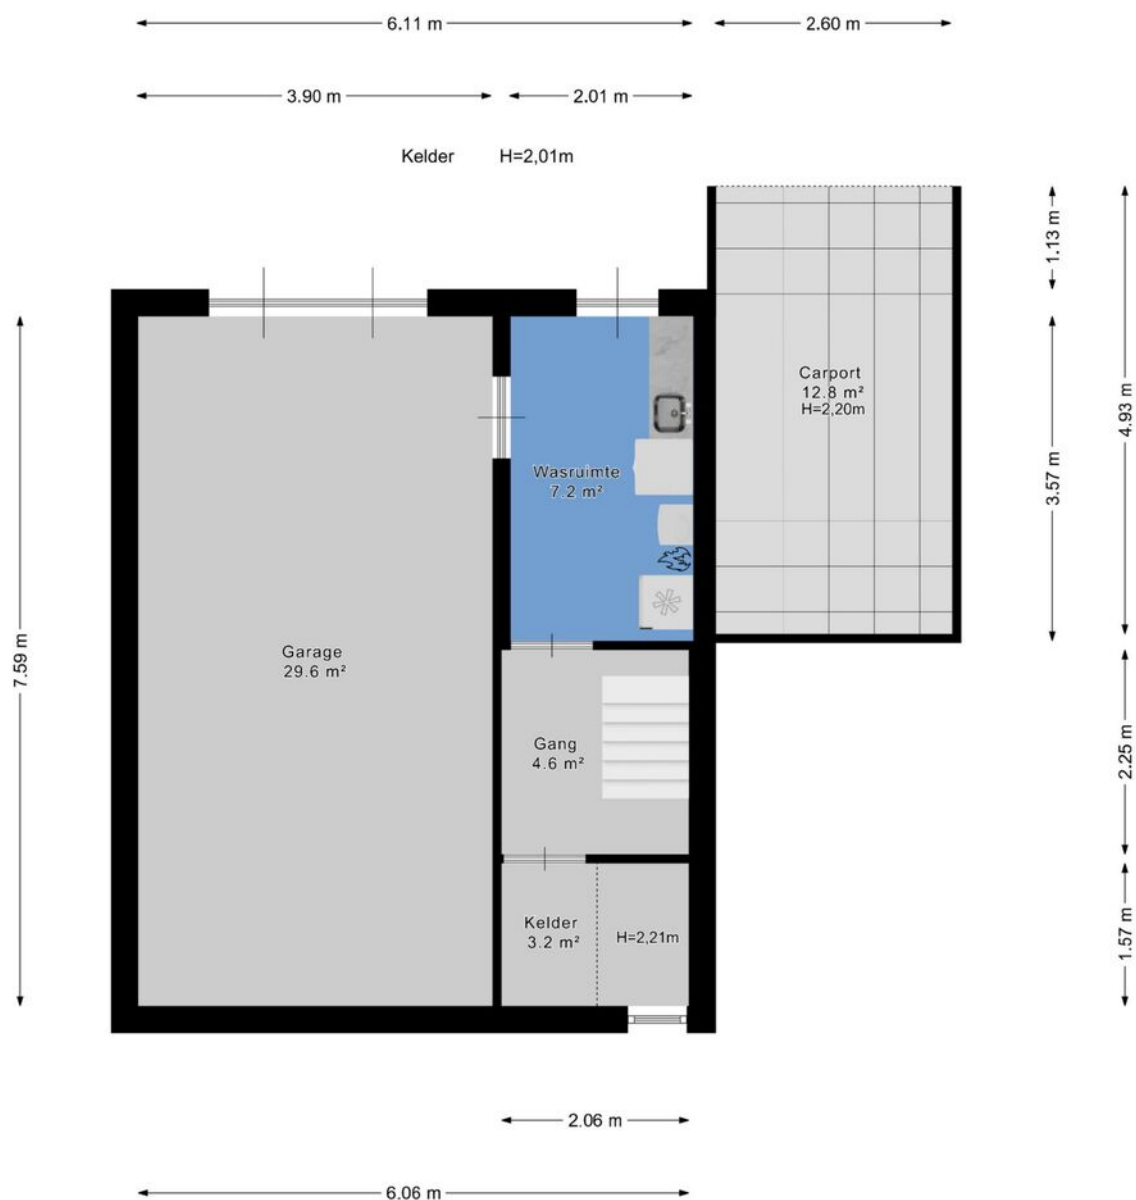 6.11 m
2.60 m
3.90 m
2.01 m
Kelder H=2,01m
1.13 m
4.93 m
3.57 m
Carport
12.8 m²
H=2,20m
Wasruimte
7.2 m²
7.59 m
Garage
29.6 m²
Gang
4.6 m²
2.25 m
Kelder
3.2 m²
H=2,21m
1.57 m
2.06 m
6.06 m